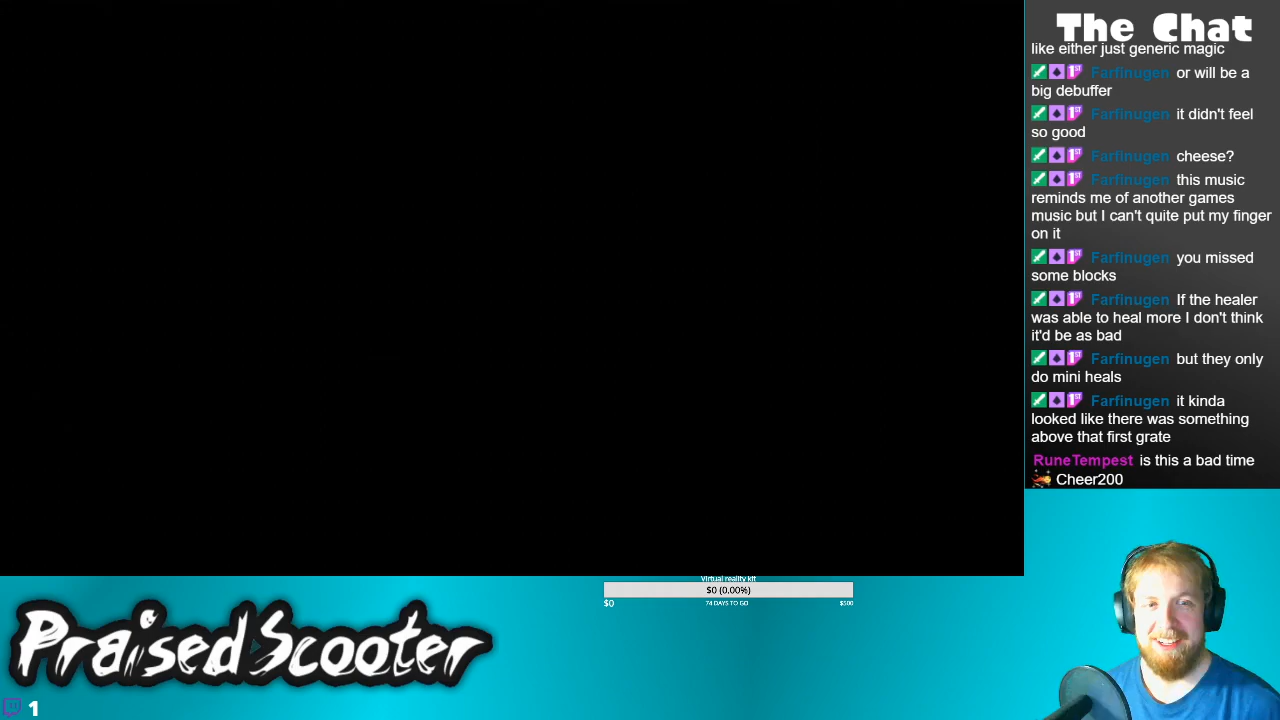 The Chat
like either just generic magic
Farfinugen or will be a
big debuffer
Farfinugen it didn't feel
so good
Farfinugen cheese?
Farfinugen this music
reminds me of another games
music but I can't quite put my finger
on it
Farfinugen you missed
some blocks
Farfinugen If the healer
was able to heal more I don't think
it'd be as bad
Farfinugen but they only
do mini heals
Farfinugen it kinda
looked like there was something
above that first grate
RuneTempest is this a bad time
Cheer200
Virtual reality kit
$0 (0.00%)
$0 74 DAYS TO GO $500
PraisedScooter
1